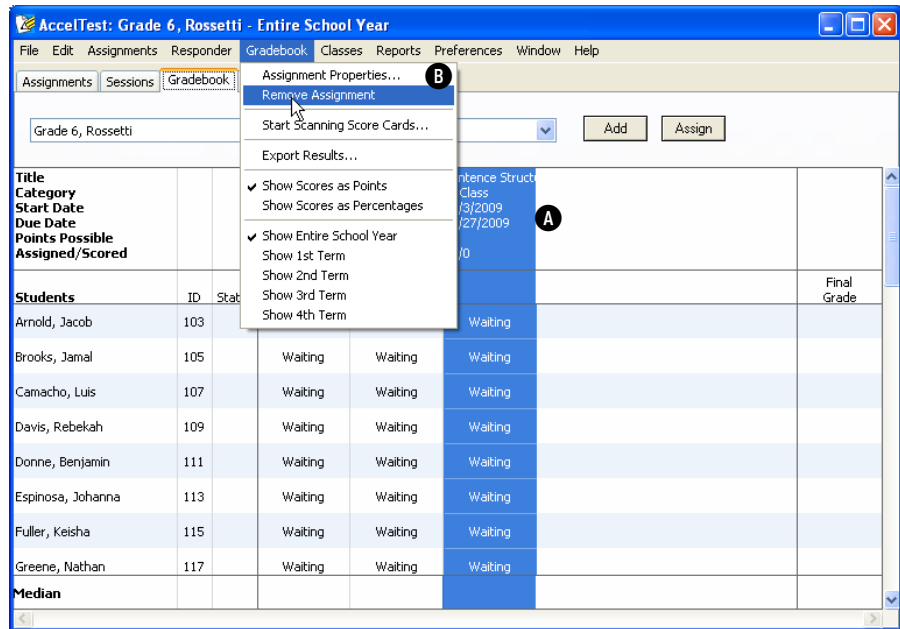 AccelTest: Grade 6, Rossetti - Entire School Year
File Edit Assignments Responder Gradebook Classes Reports Preferences Window Help
Assignments Sessions Gradebook
Assignment Properties... B
Remove Assignment
Start Scanning Score Cards...
Export Results...
✓ Show Scores as Points
Show Scores as Percentages
✓ Show Entire School Year
Show 1st Term
Show 2nd Term
Show 3rd Term
Show 4th Term
Grade 6, Rossetti Add Assign
Title ntence Struct
Category Class
Start Date /3/2009
Due Date /27/2009 A
Points Possible
Assigned/Scored /0
Students ID Stat Final Grade
Arnold, Jacob 103 Waiting
Brooks, Jamal 105 Waiting Waiting Waiting
Camacho, Luis 107 Waiting Waiting Waiting
Davis, Rebekah 109 Waiting Waiting Waiting
Donne, Benjamin 111 Waiting Waiting Waiting
Espinosa, Johanna 113 Waiting Waiting Waiting
Fuller, Keisha 115 Waiting Waiting Waiting
Greene, Nathan 117 Waiting Waiting Waiting
Median